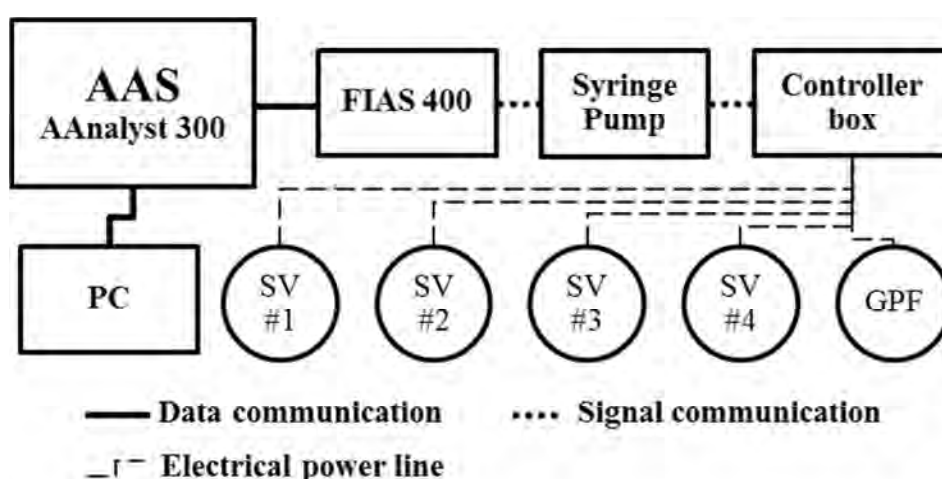 AAS
AAnalyst 300
FIAS 400
Syringe
Pump
Controller
box
PC
SV
#1
SV
#2
SV
#3
SV
#4
GPF
Data communication
Signal communication
Electrical power line